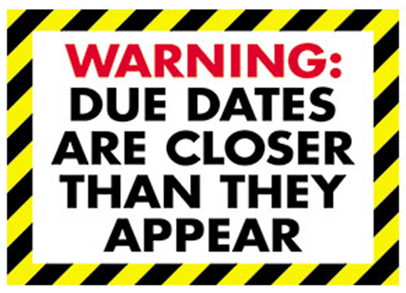 WARNING:
DUE DATES
ARE CLOSER
THAN THEY
APPEAR